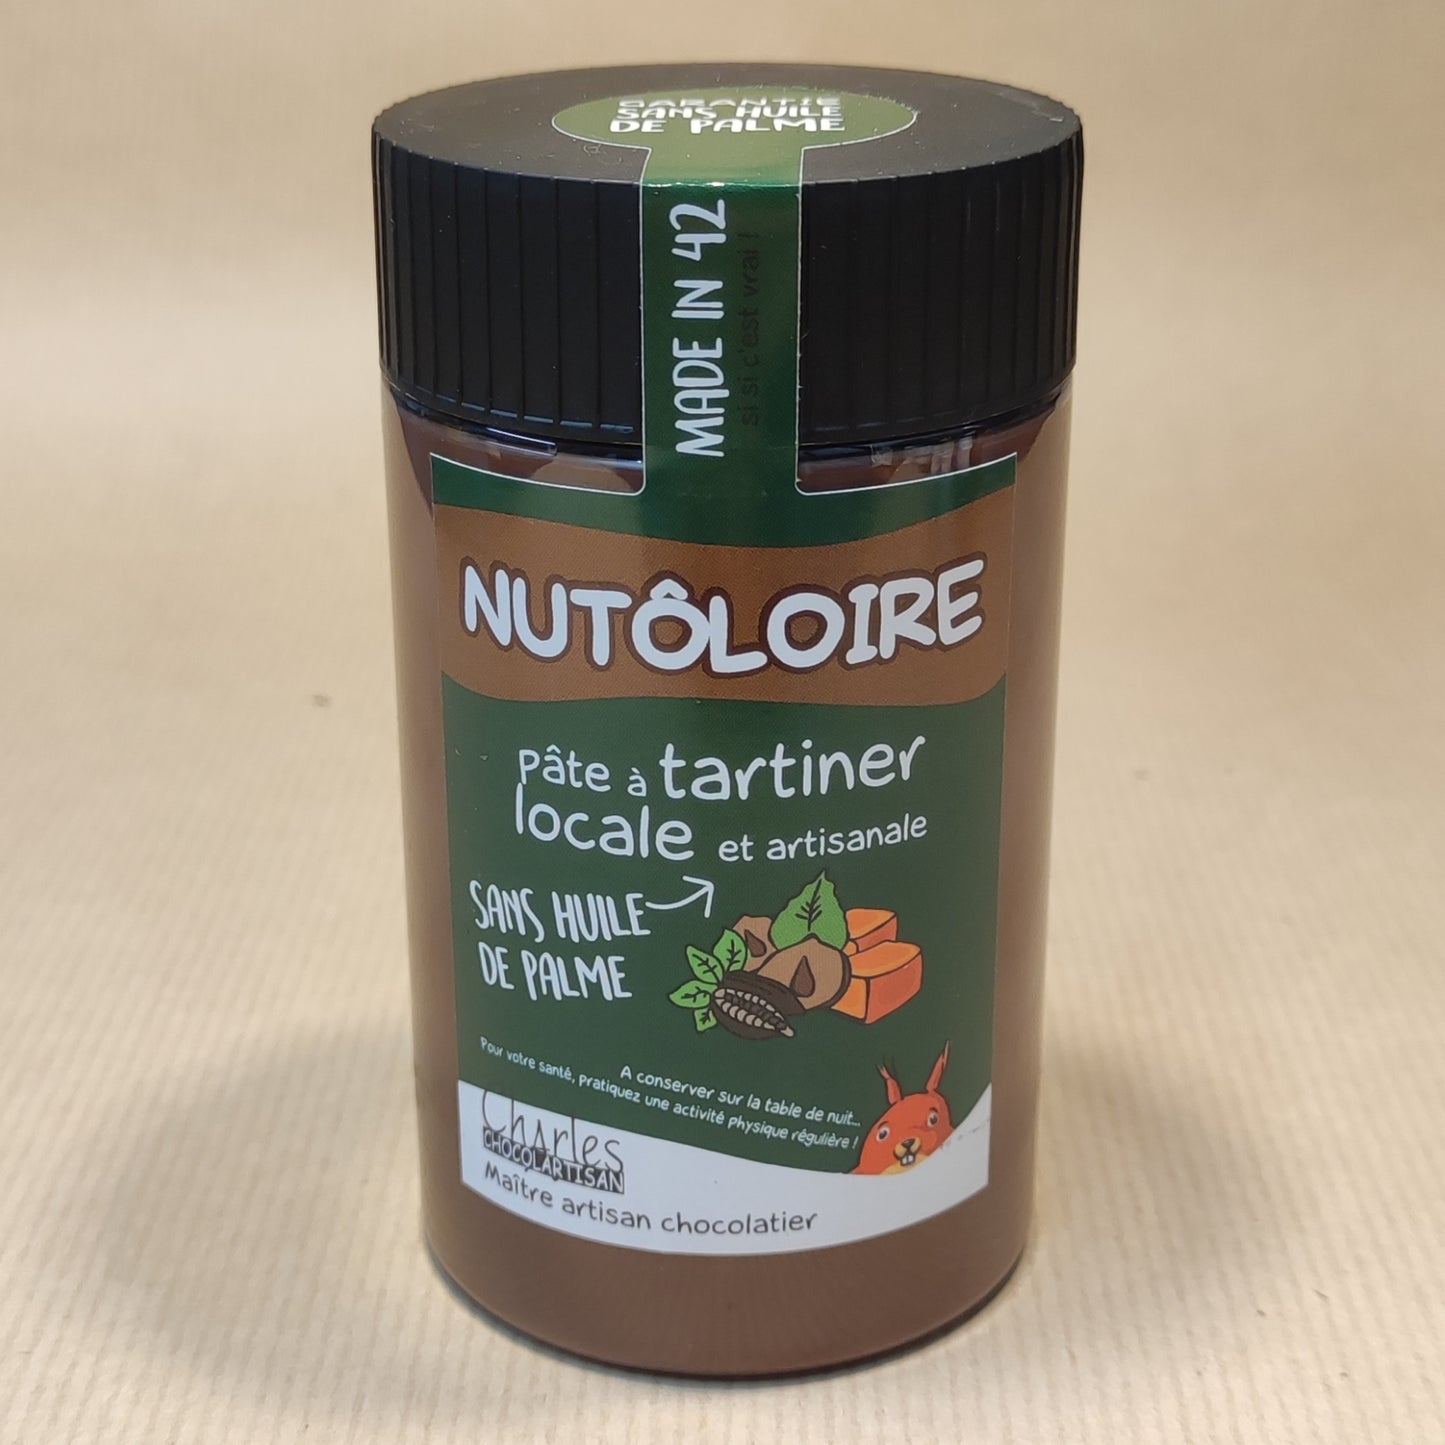 GARANTIE
SANS HUILE
DE PALME
MADE IN 42
si si c'est vrai !
NUTÔLOIRE
Pâte à tartiner
locale et artisanale
SANS HUILE
DE PALME
A conserver sur la table de nuit...
Pour votre santé, pratiquez une activité physique régulière !
Charles
CHOCOLARTISAN
Maître artisan chocolatier